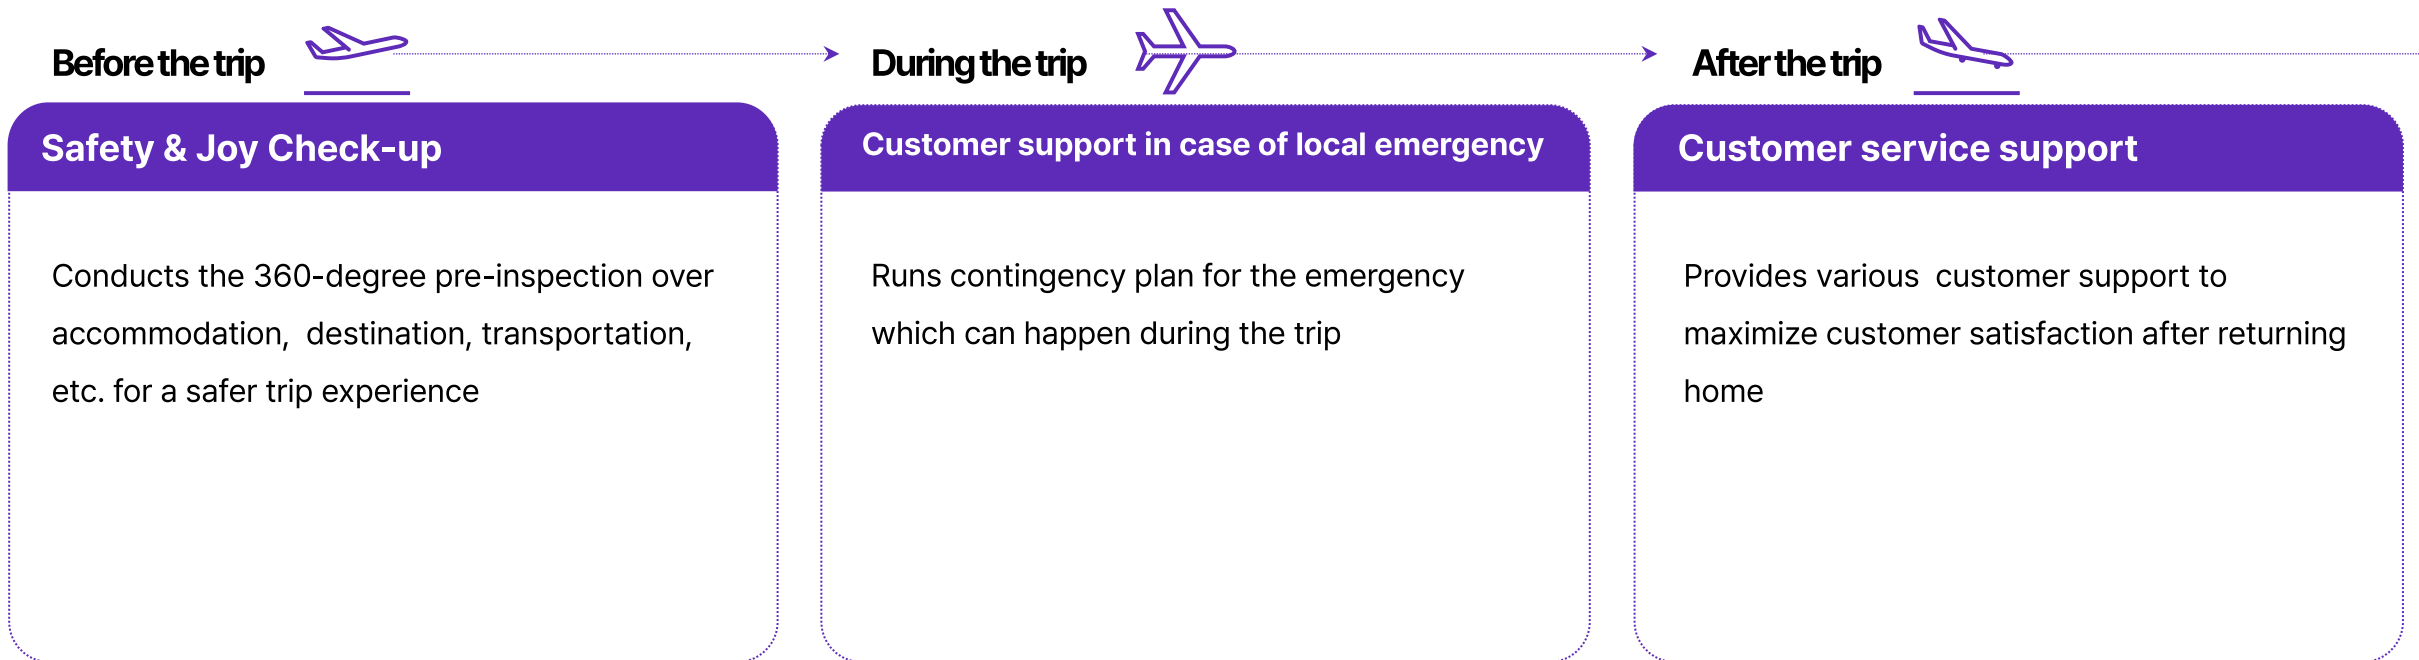 Before the trip
Safety & Joy Check-up
Conducts the 360-degree pre-inspection over
accommodation,  destination, transportation,
etc. for a safer trip experience
During the trip
Customer support in case of local emergency
Runs contingency plan for the emergency
which can happen during the trip
After the trip
Customer service support
Provides various  customer support to
maximize customer satisfaction after returning
home